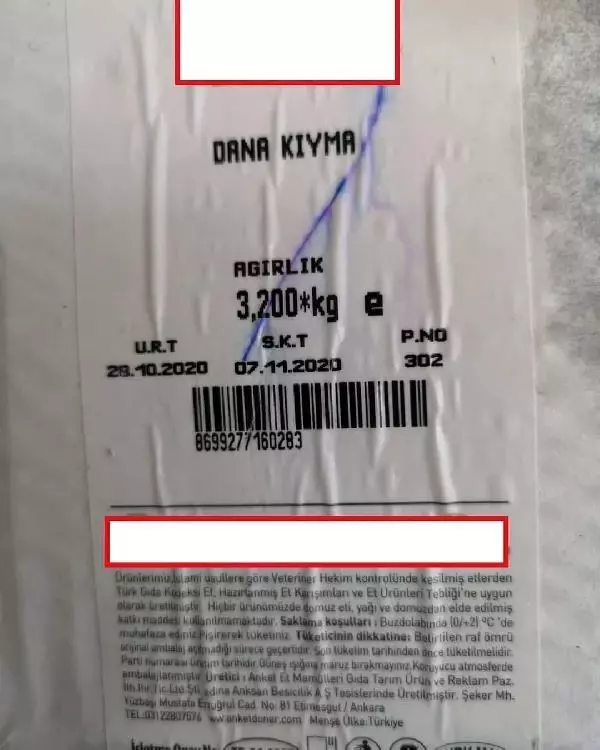 DANA KIYMA
AGIRLIK
3,200*kg e
U.R.T S.K.T P.NO
28.10.2020 07.11.2020 302
8699277160283
Ürünlerimiz,İslami usullere göre Veteriner Hekim kontrolünde kesilmiş etlerden
Türk Gıda Kodeksi Et, Hazırlanmış Et Karışımları ve Et Ürünleri Tebliği'ne uygun
olarak üretilmiştir. Hiçbir ürünümüzde domuz eti, yağı ve domuzdan elde edilmiş
katkı maddesi kullanılmamaktadır. Saklama koşulları : Buzdolabında (0/+2) °C 'de
muhafaza ediniz.Pişirerek tüketiniz. Tüketicinin dikkatine: Belirtilen raf ömrü
orijinal ambalaj açılmadığı sürece geçerlidir. Son tüketim tarihinden önce tüketilmelidir.
Parti numarası üretim tarihidir Güneş ışığına maruz bırakmayınız. Koruyucu atmosferde
ambalajlanmıştır Üretici : Anket Et Mamülleri Gıda Tarım Ürün ve Reklam Paz.
Tic.Ltd Şti. adına Anksan Besicilik A Ş Tesislerinde Üretilmiştir. Şeker Mh.
Yüzbaşı Mustafa Ertuğrul Cad. No: 81 Etimesgut / Ankara
www.anketdoner.com Menşe Ülke:Türkiye
İşletme Onay No